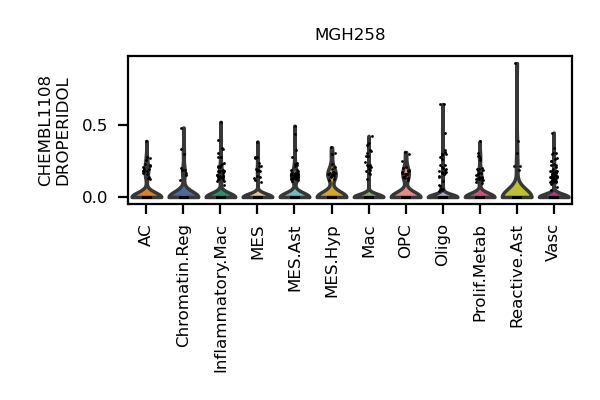 MGH258
CHEMBL1108
DROPERIDOL
0.5
0.0
AC
Chromatin.Reg
Inflammatory.Mac
MES
MES.Ast
MES.Hyp
Mac
OPC
Oligo
Prolif.Metab
Reactive.Ast
Vasc